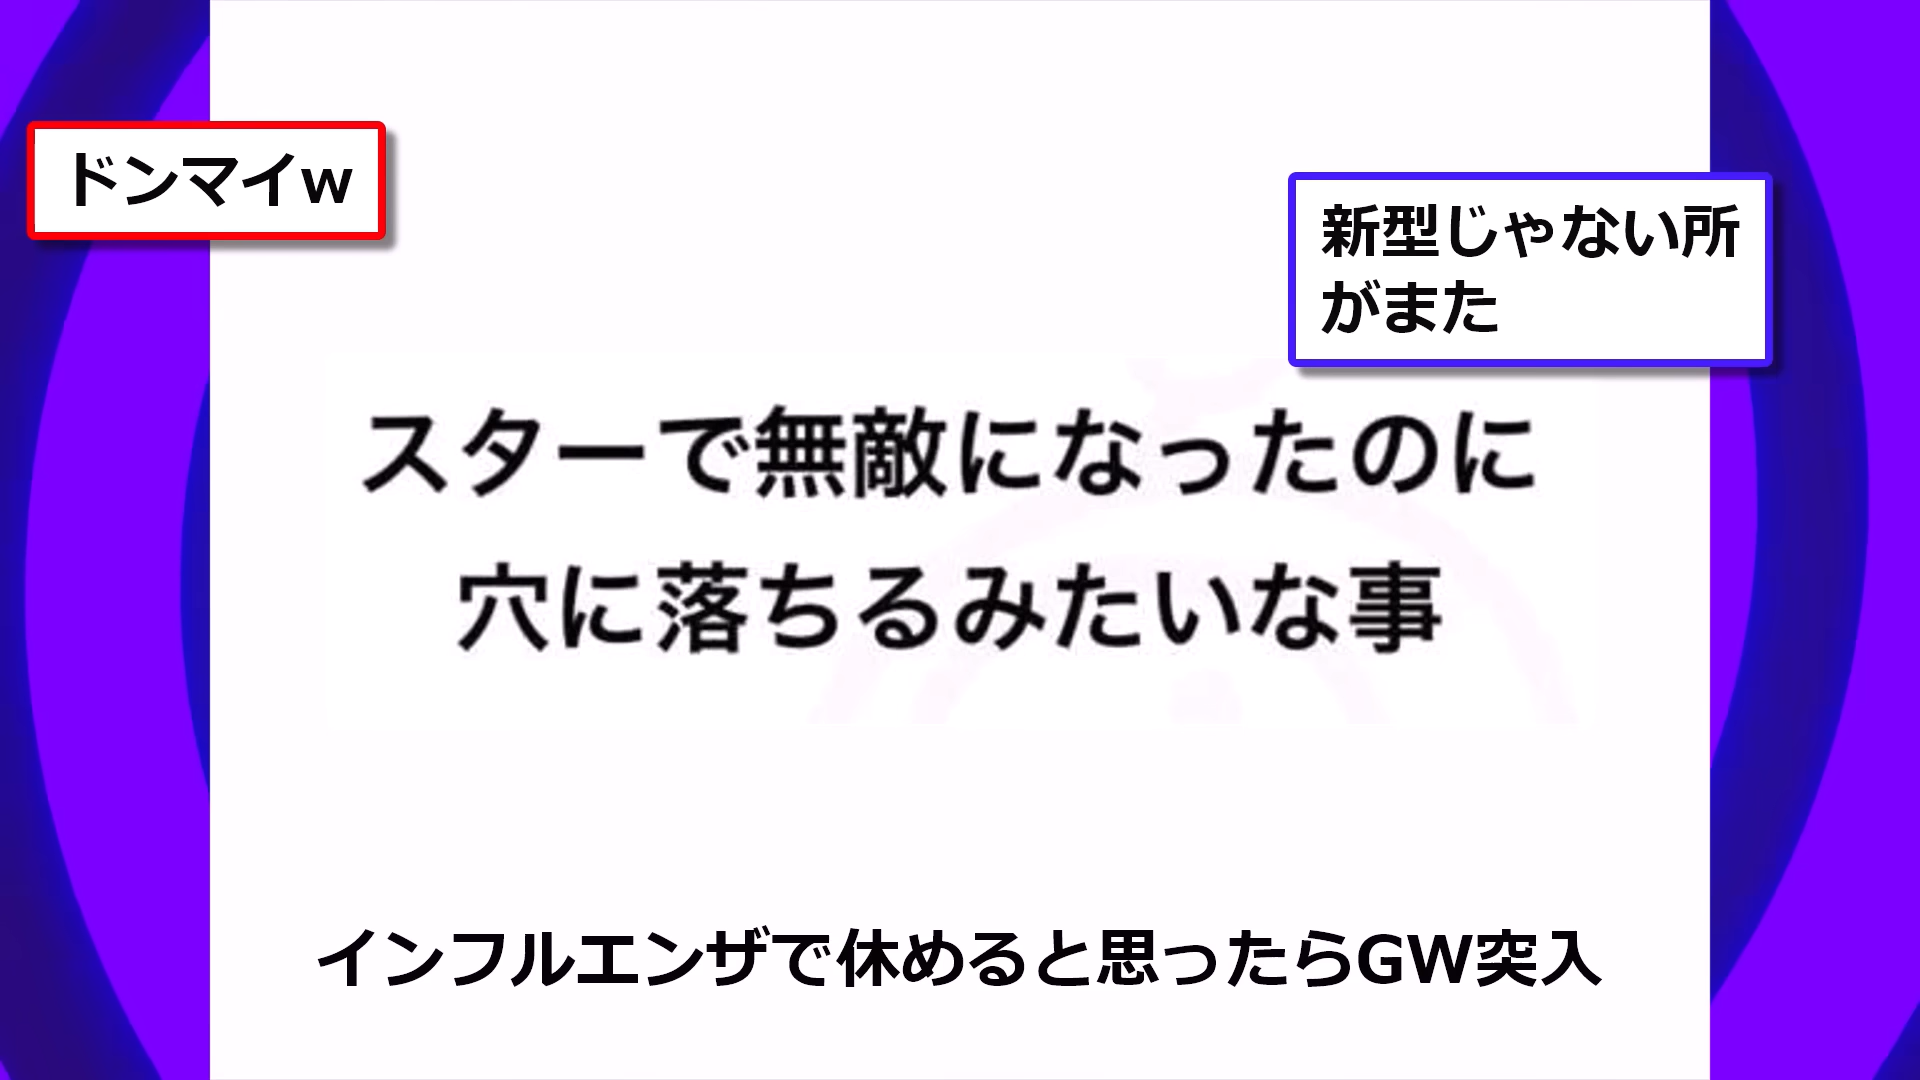 ドンマイw
新型じゃない所
がまた
スターで無敵になったのに
穴に落ちるみたいな事
インフルエンザで休めると思ったらGW突入